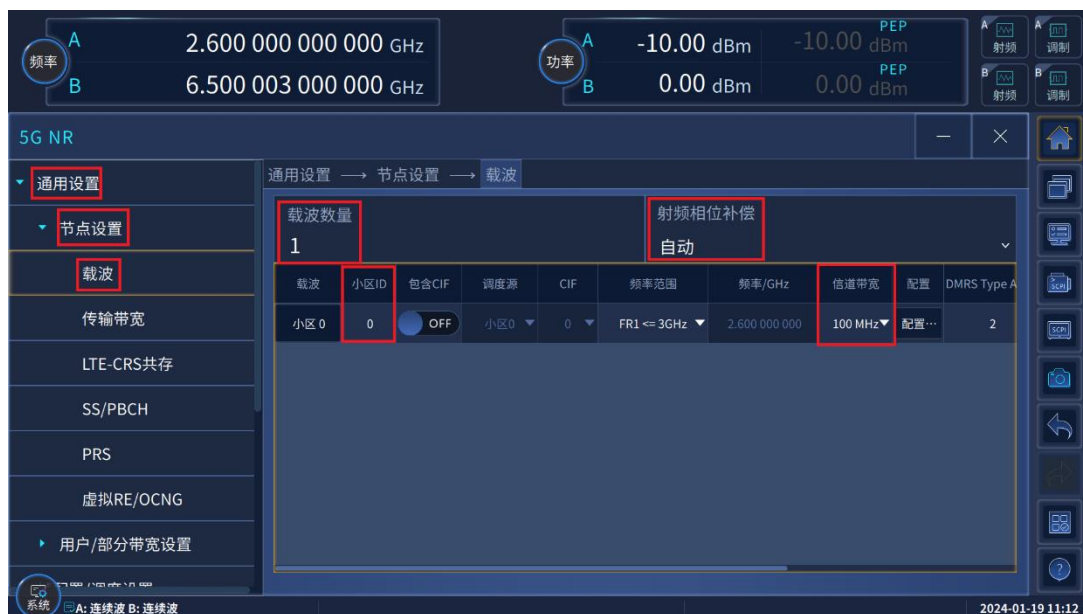 频率
A 2.600 000 000 000 GHz
B 6.500 003 000 000 GHz
功率
A -10.00 dBm -10.00 dBm PEP
B 0.00 dBm 0.00 dBm PEP
A 射频
A 调制
B 射频
B 调制
5G NR
通用设置
节点设置
载波
传输带宽
LTE-CRS共存
SS/PBCH
PRS
虚拟RE/OCNG
用户/部分带宽设置
通用设置 → 节点设置 → 载波
载波数量
1
射频相位补偿
自动
载波 小区ID 包含CIF 调度源 CIF 频率范围 频率/GHz 信道带宽 配置 DMRS Type A
小区 0 0 OFF 小区0 0 FR1 <= 3GHz 2.600 000 000 100 MHz 配置… 2
SCPI
SCPI
系统
A: 连续波 B: 连续波
2024-01-19 11:12